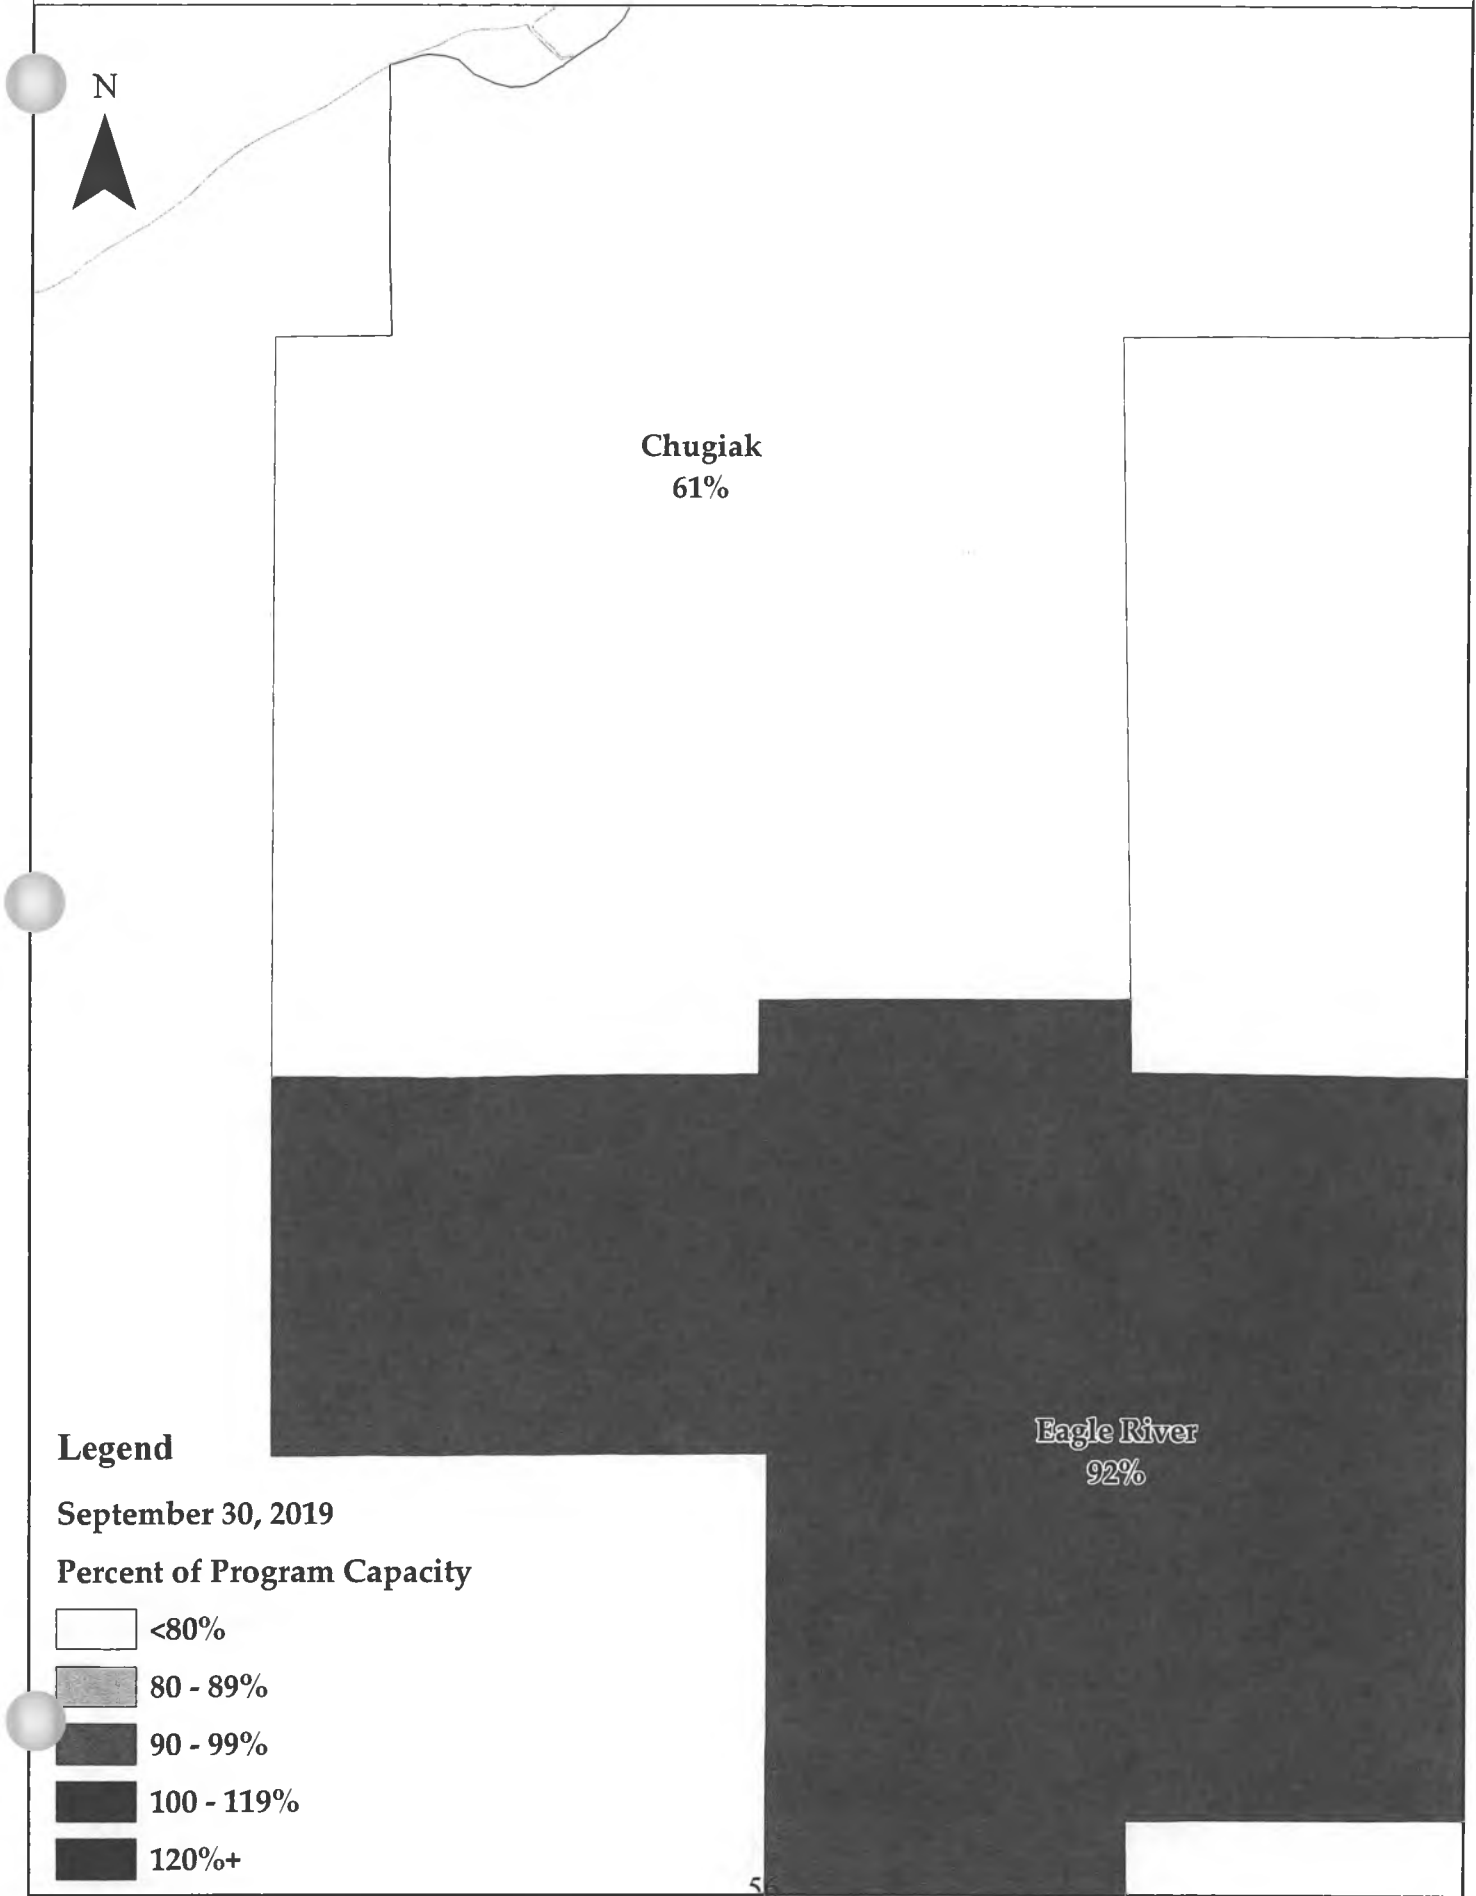 N
Chugiak
61%
Eagle River
92%
Legend
September 30, 2019
Percent of Program Capacity
<80%
80 - 89%
90 - 99%
100 - 119%
120%+